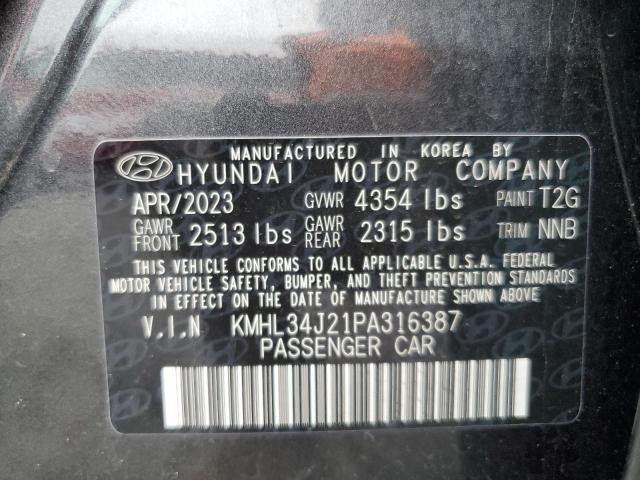 MANUFACTURED IN KOREA BY
HYUNDAI MOTOR COMPANY
APR/2023 GVWR 4354 lbs PAINT T2G
GAWR FRONT 2513 lbs GAWR REAR 2315 lbs TRIM NNB
THIS VEHICLE CONFORMS TO ALL APPLICABLE U.S.A. FEDERAL
MOTOR VEHICLE SAFETY, BUMPER, AND THEFT PREVENTION STANDARDS
IN EFFECT ON THE DATE OF MANUFACTURE SHOWN ABOVE
V.I.N KMHL34J21PA316387
PASSENGER CAR